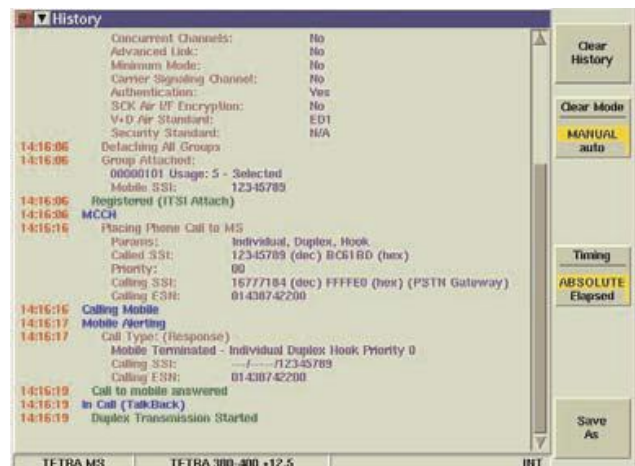 History
Concurrent Channels: No
Advanced Link: No
Minimum Mode: No
Carrier Signaling Channel: No
Authentication: Yes
SCK Air I/F Encryption: No
V+D Air Standard: ED1
Security Standard: N/A
14:16:06 Detaching All Groups
14:16:06 Group Attached:
00000101 Usage: 5 - Selected
Mobile SSI: 12345789
14:16:06 Registered (ITSI Attach)
14:16:06 MCCH
14:16:16 Placing Phone Call to MS
Params: Individual, Duplex, Hook
Called SSI: 12345789 (dec) BC61BD (hex)
Priority: 00
Calling SSI: 16777184 (dec) FFFFE0 (hex) (PSTN Gateway)
Calling ESN: 01438742200
14:16:16 Calling Mobile
14:16:17 Mobile Alerting
14:16:17 Call Type: (Response)
Mobile Terminated - Individual Duplex Hook Priority 0
Calling SSI: ---/-----/12345789
Calling ESN: 01438742200
14:16:19 Call to mobile answered
14:16:19 In Call (TalkBack)
14:16:19 Duplex Transmission Started
TETRA MS TETRA 380-400 +12.5 INT
Clear
History
Clear Mode
MANUAL
auto
Timing
ABSOLUTE
Elapsed
Save
As